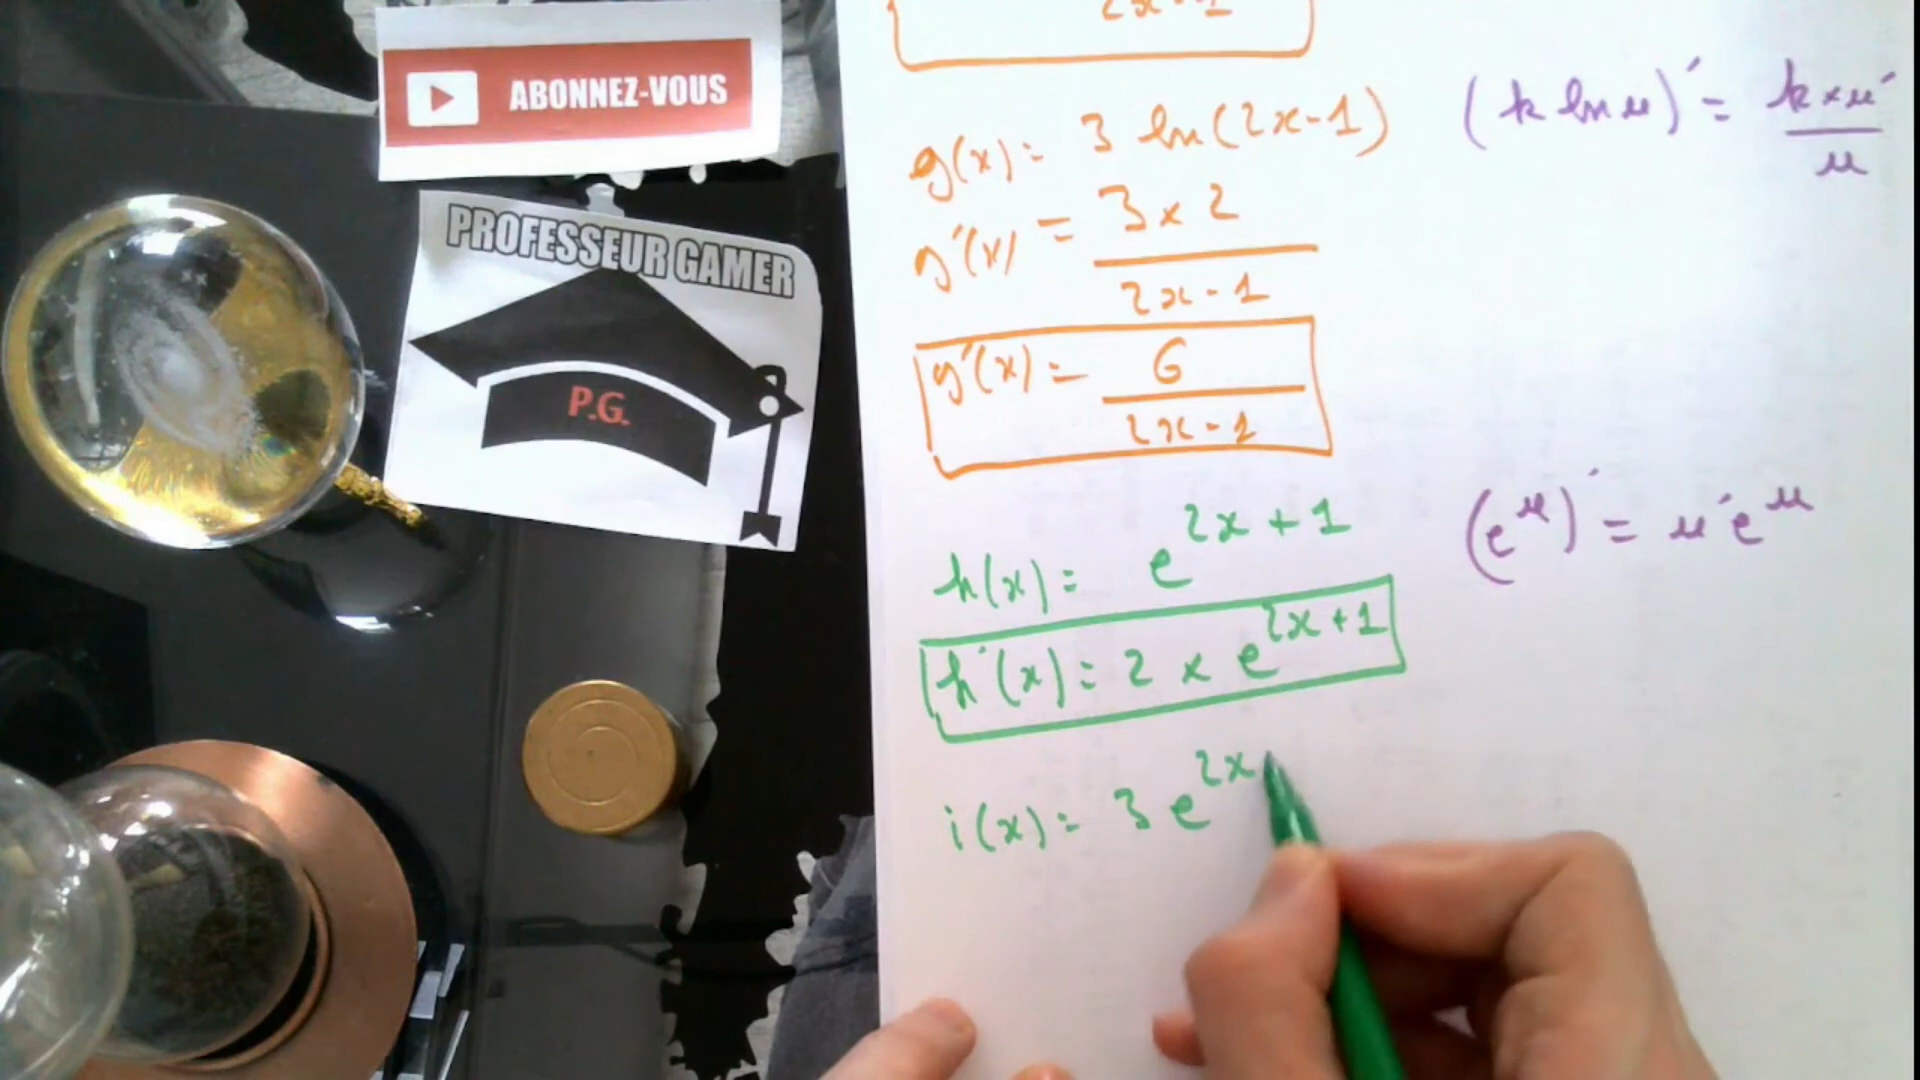 ABONNEZ-VOUS
PROFESSEUR GAMER
P.G.
g(x) = 3 ln(2x-1)
(k ln u)' = k×u' / u
g'(x) = 3 × 2 / 2x - 1
g'(x) = 6 / 2x - 1
h(x) = e^{2x+1}
(e^u)' = u'e^u
h'(x) = 2 × e^{2x+1}
i(x) = 3e^{2x